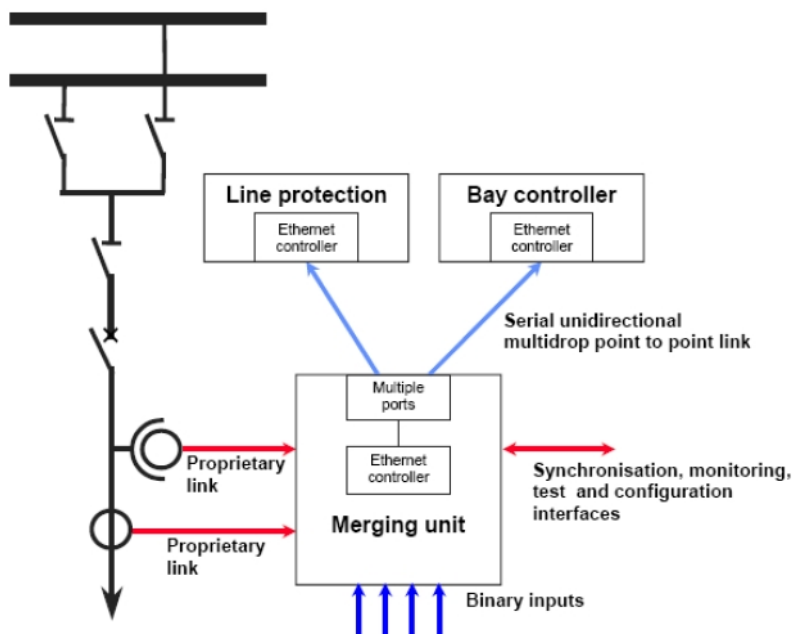 Line protection
Ethernet
controller
Bay controller
Ethernet
controller
Serial unidirectional
multidrop point to point link
Multiple
ports
Ethernet
controller
Merging unit
Proprietary
link
Proprietary
link
Synchronisation, monitoring,
test and configuration
interfaces
Binary inputs